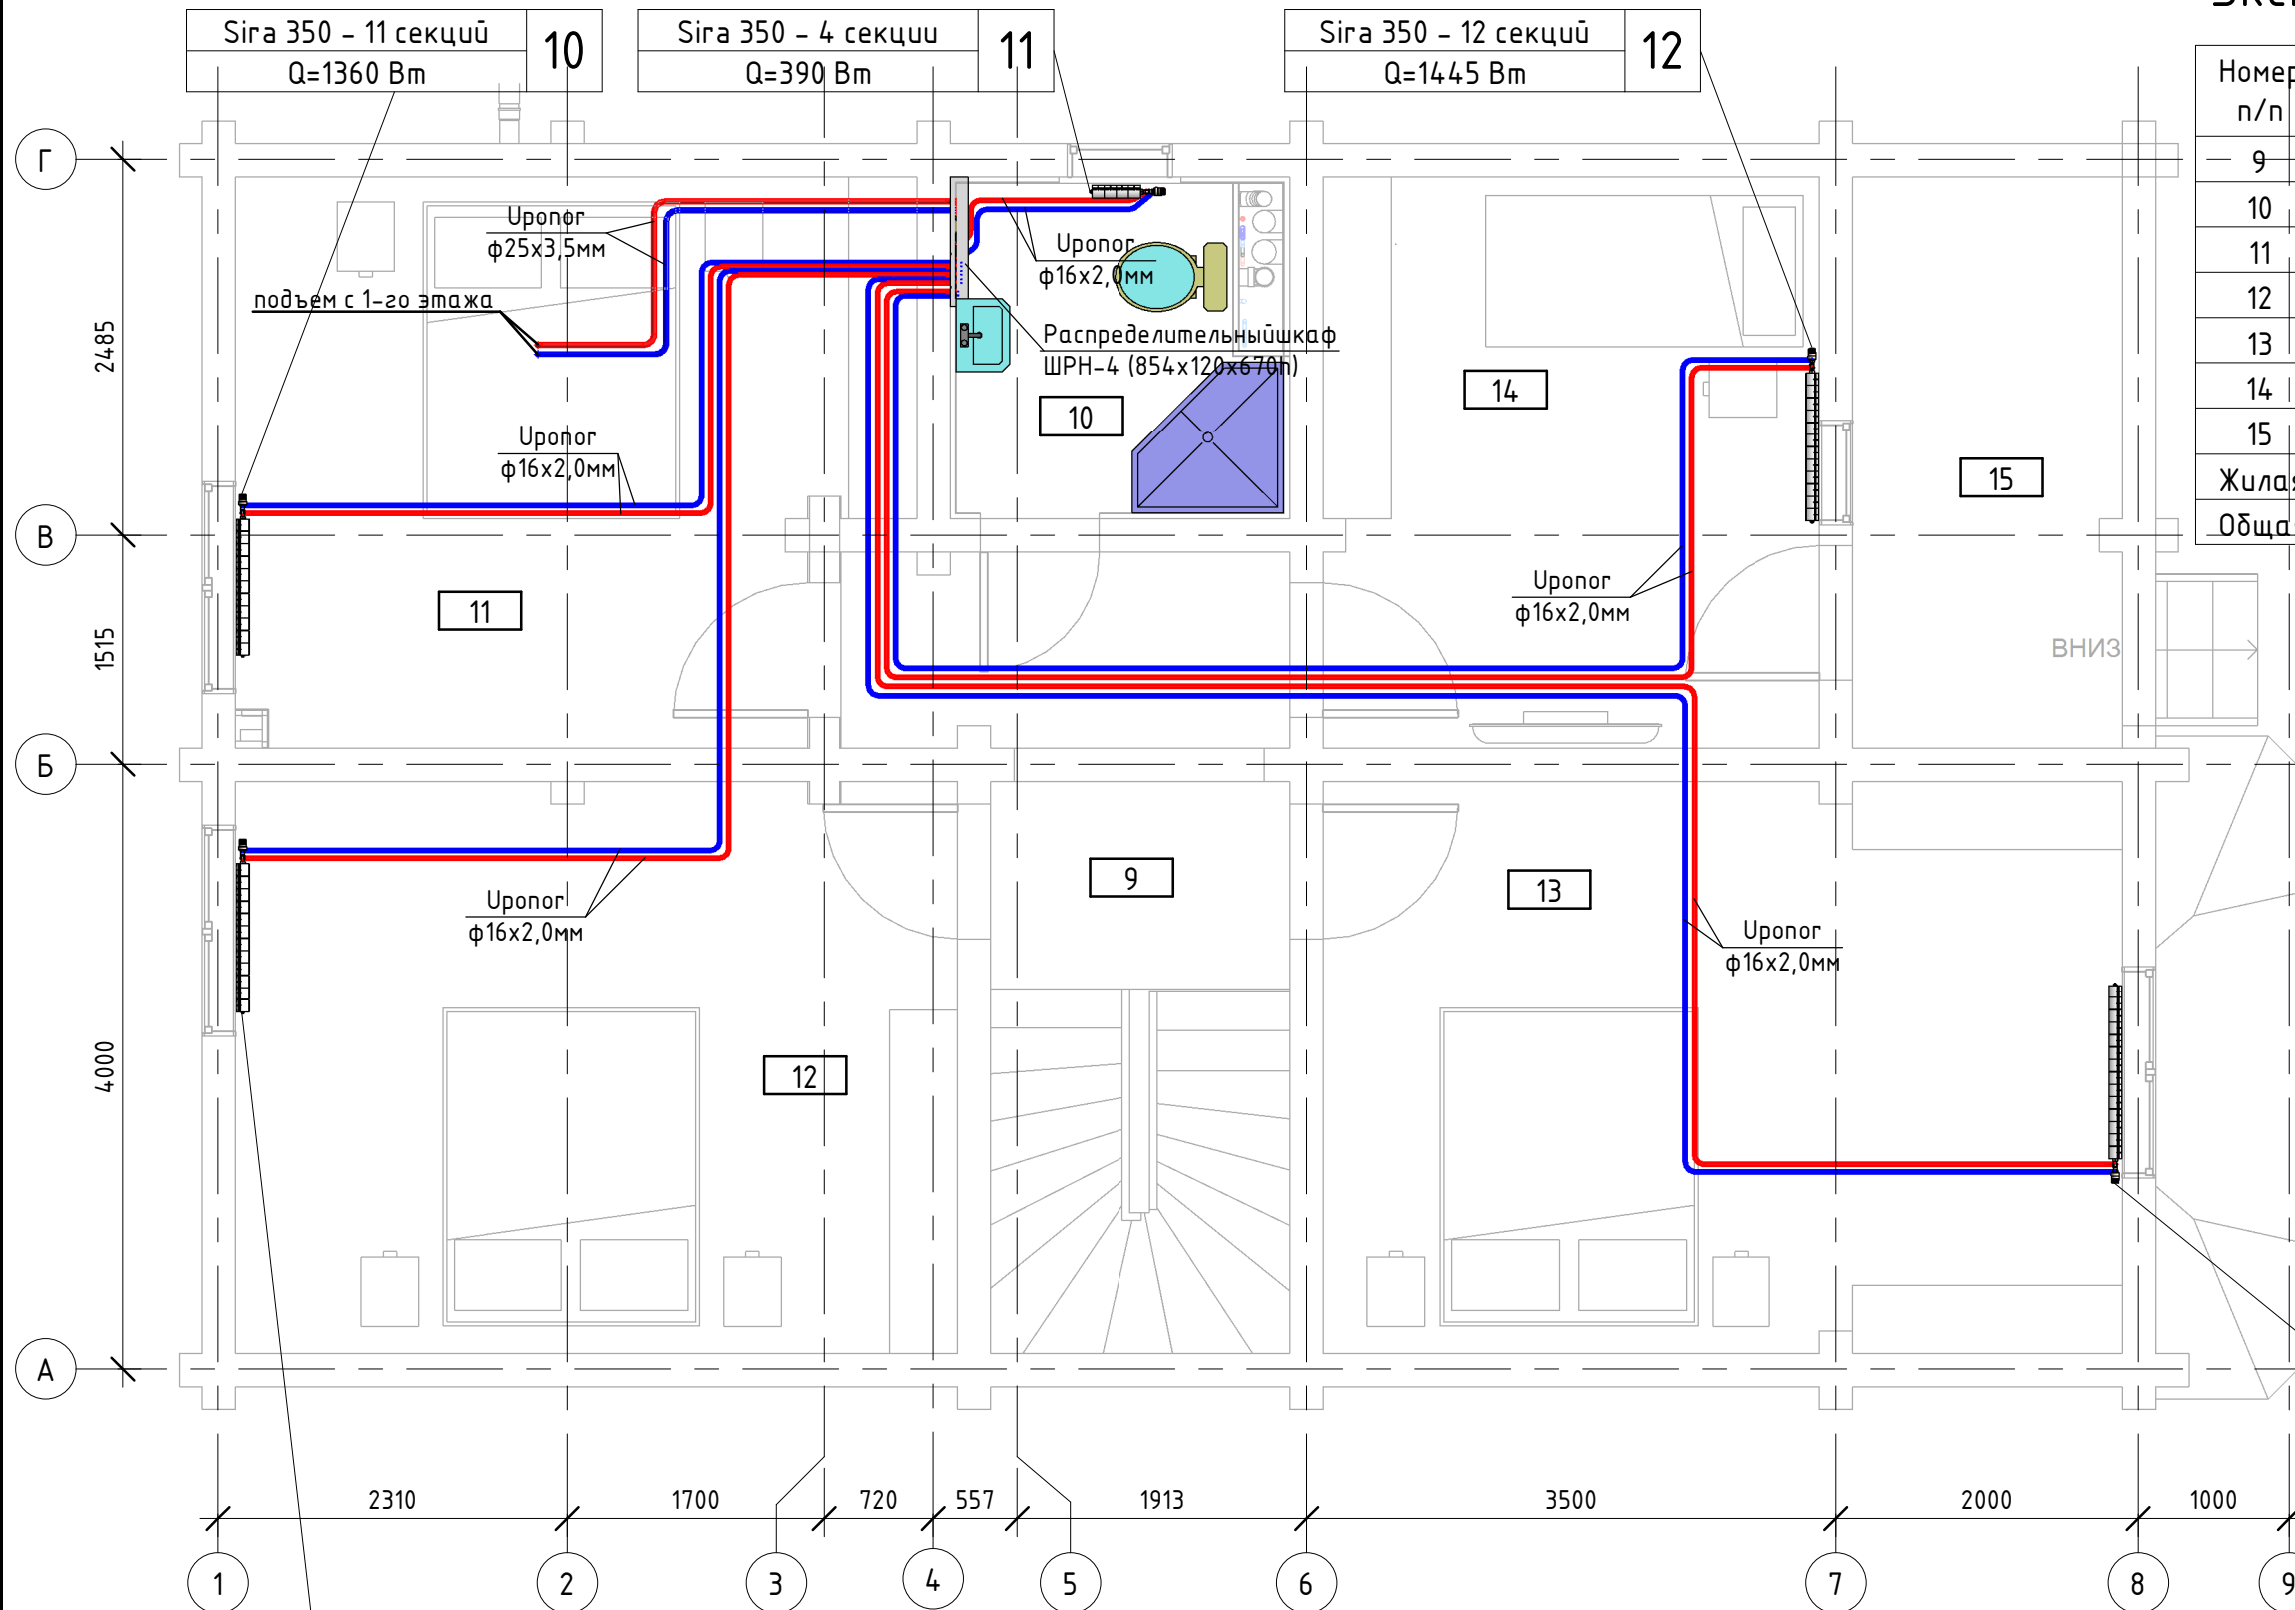 Sira 350 - 11 секций
10
Q=1360 Вт
Sira 350 - 4 секции
11
Q=390 Вт
Sira 350 - 12 секций
12
Q=1445 Вт
Номер
п/п
9
10
11
12
13
14
15
Общая
Г
В
Б
А
2485
1515
4000
Uponor
ф25х3,5мм
подъем с 1-го этажа
Uponor
ф16х2,0мм
Распределительныйшкаф
ШРН-4 (854х120х670h)
10
14
15
Uponor
ф16х2,0мм
11
Uponor
ф16х2,0мм
ВНИЗ
9
13
Uponor
ф16х2,0мм
Uponor
ф16х2,0мм
12
2310
1700
720
557
1913
3500
2000
1000
1
2
3
4
5
6
7
8
9